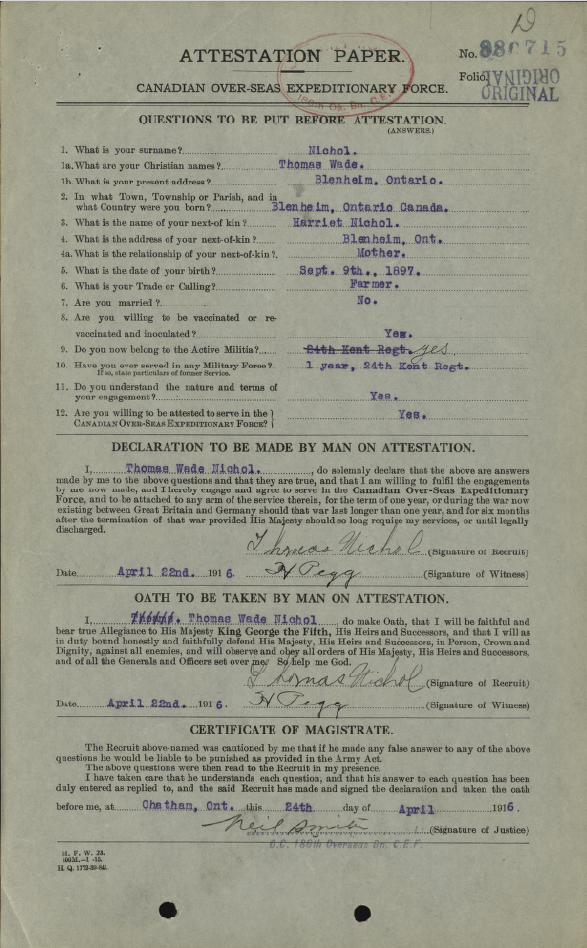 D
ATTESTATION PAPER.
No. 880715
Folio.
ORIGINAL
ORIGINAL
CANADIAN OVER-SEAS EXPEDITIONARY FORCE.
186th Bn. C.E.F.
QUESTIONS TO BE PUT BEFORE ATTESTATION.
(ANSWERS.)
1. What is your surname? Nichol.
1a. What are your Christian names? Thomas Wade.
1b. What is your present address? Blenheim, Ontario.
2. In what Town, Township or Parish, and in
what Country were you born? Blenheim, Ontario Canada.
3. What is the name of your next-of kin? Harriet Nichol.
4. What is the address of your next-of-kin? Blenheim, Ont.
4a. What is the relationship of your next-of-kin? Mother.
5. What is the date of your birth? Sept. 9th., 1897.
6. What is your Trade or Calling? Farmer.
7. Are you married? No.
8. Are you willing to be vaccinated or re-
vaccinated and inoculated? Yes.
9. Do you now belong to the Active Militia? 24th Kent Regt. yes
10. Have you ever served in any Military Force? 1 year, 24th Kent Regt.
If so, state particulars of former Service.
11. Do you understand the nature and terms of
your engagement? Yes.
12. Are you willing to be attested to serve in the
CANADIAN OVER-SEAS EXPEDITIONARY FORCE? Yes.
DECLARATION TO BE MADE BY MAN ON ATTESTATION.
I, Thomas Wade Nichol. , do solemnly declare that the above are answers
made by me to the above questions and that they are true, and that I am willing to fulfil the engagements
by me now made, and I hereby engage and agree to serve in the Canadian Over-Seas Expeditionary
Force, and to be attached to any arm of the service therein, for the term of one year, or during the war now
existing between Great Britain and Germany should that war last longer than one year, and for six months
after the termination of that war provided His Majesty should so long require my services, or until legally
discharged.
Thomas Nichol (Signature of Recruit)
Date April 22nd. 1916. H Pegg (Signature of Witness)
OATH TO BE TAKEN BY MAN ON ATTESTATION.
I, Thomas Wade Nichol do make Oath, that I will be faithful and
bear true Allegiance to His Majesty King George the Fifth, His Heirs and Successors, and that I will as
in duty bound honestly and faithfully defend His Majesty, His Heirs and Successors, in Person, Crown and
Dignity, against all enemies, and will observe and obey all orders of His Majesty, His Heirs and Successors,
and of all the Generals and Officers set over me. So help me God.
Thomas Nichol (Signature of Recruit)
Date April 22nd. 1916. H Pegg (Signature of Witness)
CERTIFICATE OF MAGISTRATE.
The Recruit above-named was cautioned by me that if he made any false answer to any of the above
questions he would be liable to be punished as provided in the Army Act.
The above questions were then read to the Recruit in my presence.
I have taken care that he understands each question, and that his answer to each question has been
duly entered as replied to, and the said Recruit has made and signed the declaration and taken the oath
before me, at Chatham, Ont. this 24th day of April 1916.
Neil Smith (Signature of Justice)
O.C. 186th Overseas Bn. C.E.F.
M. F. W. 23.
H. Q. 1772-39-841.